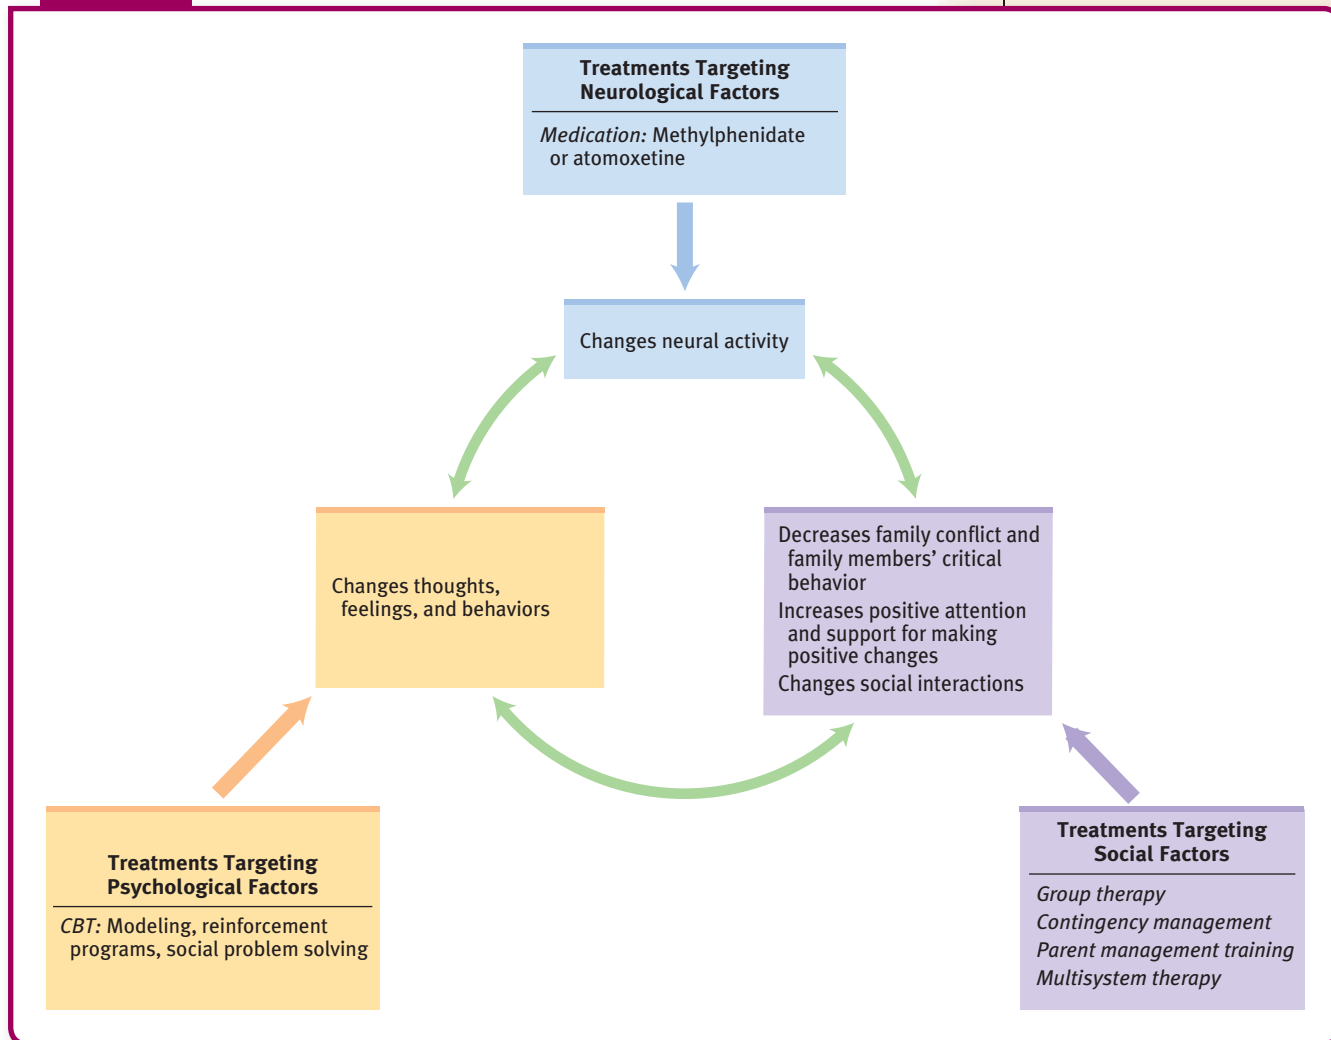 Treatments Targeting
Neurological Factors
Medication: Methylphenidate
or atomoxetine
Changes neural activity
Changes thoughts,
feelings, and behaviors
Decreases family conflict and
family members’ critical
behavior
Increases positive attention
and support for making
positive changes
Changes social interactions
Treatments Targeting
Psychological Factors
CBT: Modeling, reinforcement
programs, social problem solving
Treatments Targeting
Social Factors
Group therapy
Contingency management
Parent management training
Multisystem therapy